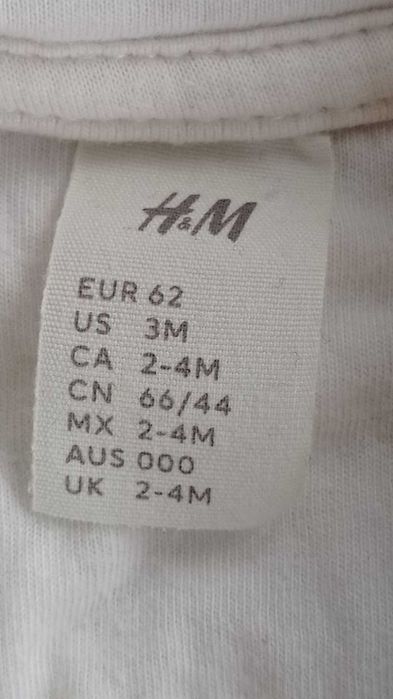 H&M
EUR 62
US 3M
CA 2-4M
CN 66/44
MX 2-4M
AUS 000
UK 2-4M